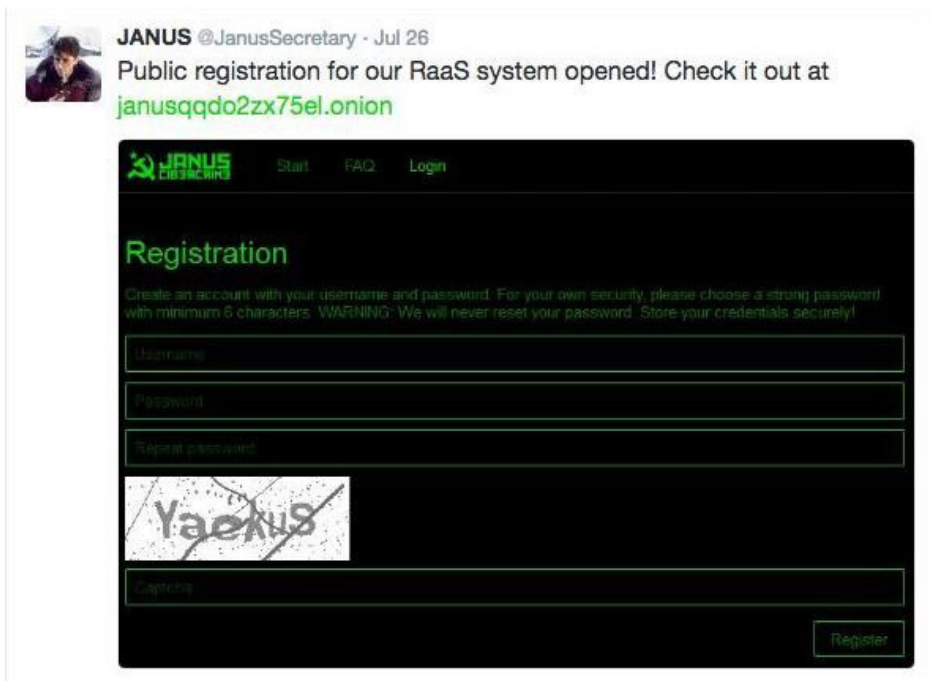 JANUS @JanusSecretary · Jul 26
Public registration for our RaaS system opened! Check it out at
janusqqdo2zx75el.onion
JANUS
CIB3RCRIM3
Start FAQ Login
Registration
Create an account with your username and password. For your own security, please choose a strong password
with minimum 6 characters. WARNING: We will never reset your password. Store your credentials securely!
Username
Password
Repeat password
YaekuS
Captcha
Register